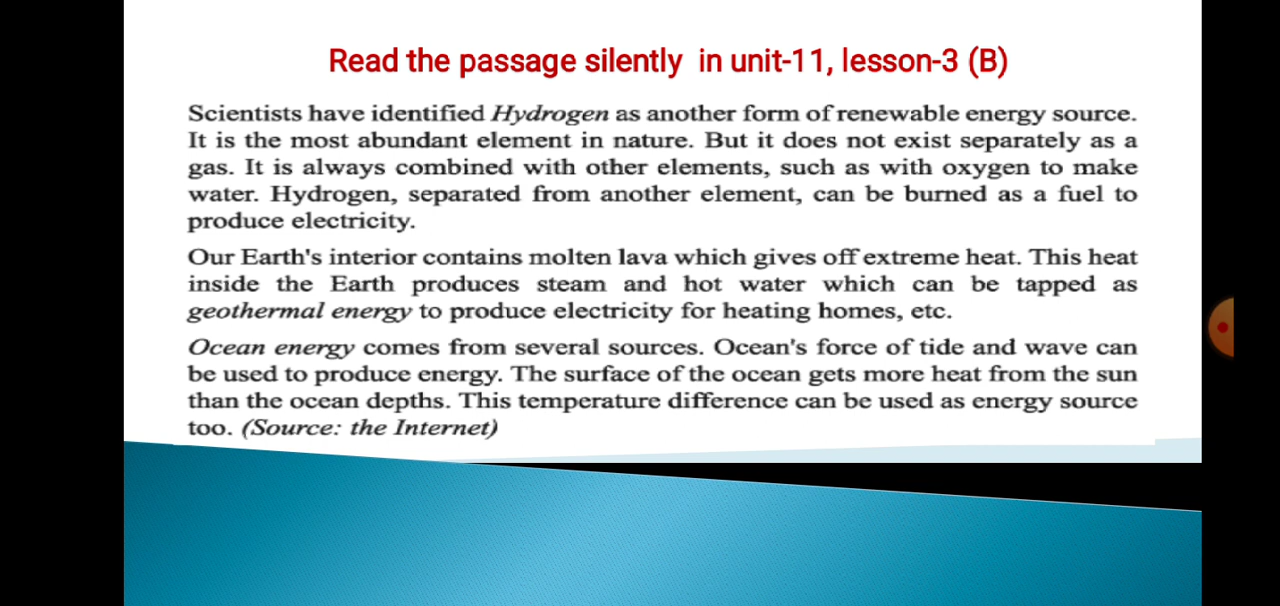 Read the passage silently in unit-11, lesson-3 (B)
Scientists have identified Hydrogen as another form of renewable energy source.
It is the most abundant element in nature. But it does not exist separately as a
gas. It is always combined with other elements, such as with oxygen to make
water. Hydrogen, separated from another element, can be burned as a fuel to
produce electricity.
Our Earth's interior contains molten lava which gives off extreme heat. This heat
inside the Earth produces steam and hot water which can be tapped as
geothermal energy to produce electricity for heating homes, etc.
Ocean energy comes from several sources. Ocean's force of tide and wave can
be used to produce energy. The surface of the ocean gets more heat from the sun
than the ocean depths. This temperature difference can be used as energy source
too. (Source: the Internet)